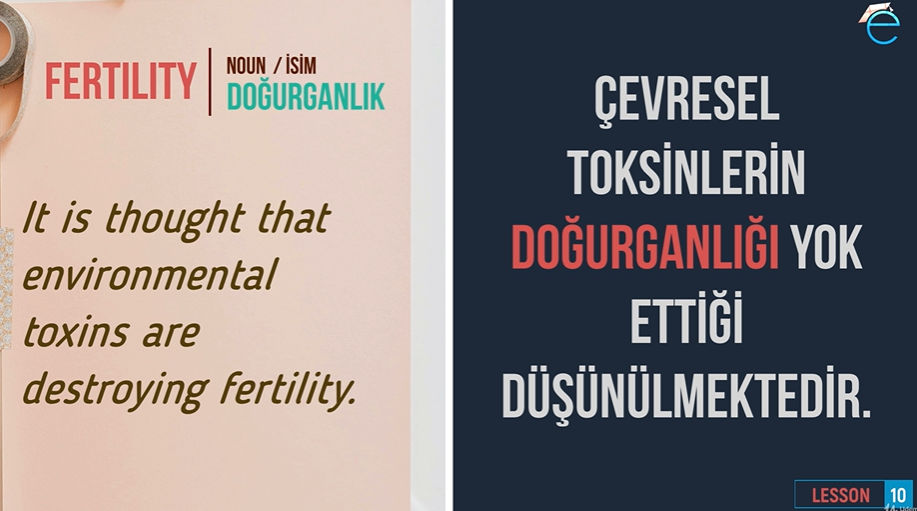 FERTILITY
NOUN / İSİM
DOĞURGANLIK
It is thought that
environmental
toxins are
destroying fertility.
e
ÇEVRESEL
TOKSİNLERİN
DOĞURGANLIĞI YOK
ETTİĞİ
DÜŞÜNÜLMEKTEDİR.
LESSON 10